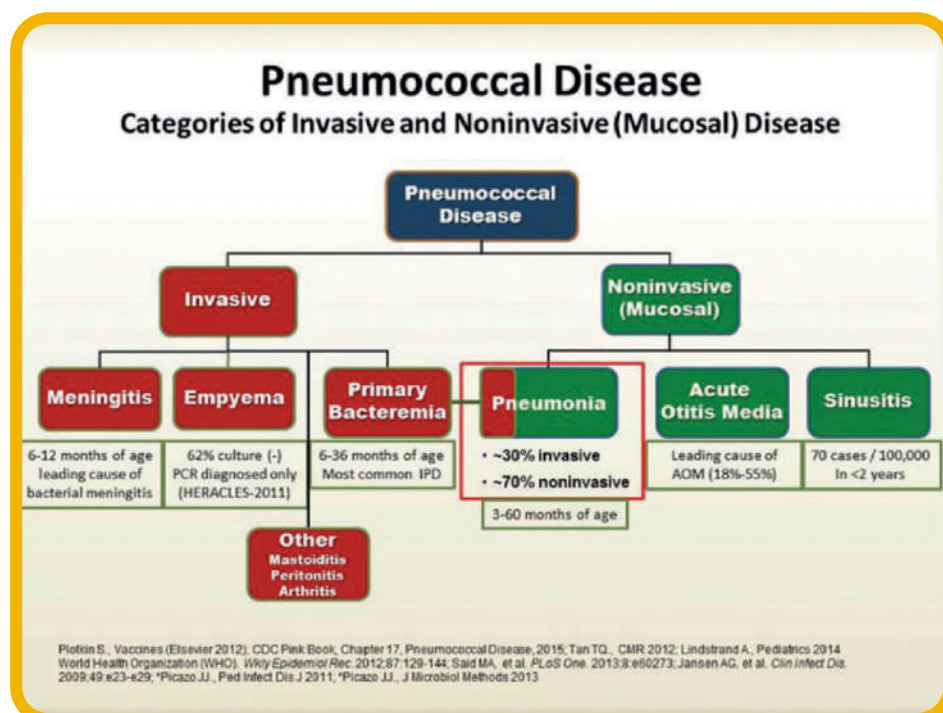 Pneumococcal Disease
Categories of Invasive and Noninvasive (Mucosal) Disease
Pneumococcal
Disease
Invasive
Noninvasive
(Mucosal)
Meningitis
Empyema
Primary
Bacteremia
Pneumonia
Acute
Otitis Media
Sinusitis
6-12 months of age
leading cause of
bacterial meningitis
62% culture (-)
PCR diagnosed only
(HERACLES-2011)
6-36 months of age
Most common IPD
• ~30% invasive
• ~70% noninvasive
3-60 months of age
Leading cause of
AOM (18%-55%)
70 cases / 100,000
In <2 years
Other
Mastoiditis
Peritonitis
Arthritis
Plotkin S., Vaccines (Elsevier 2012); CDC Pink Book, Chapter 17, Pneumococcal Disease, 2015; Tan TQ., CMR 2012; Lindstrand A., Pediatrics 2014
World Health Organization (WHO). Wkly Epidemiol Rec. 2012;87:129-144; Said MA, et al. PLoS One. 2013;8:e60273; Jansen AG, et al. Clin Infect Dis.
2009;49:e23-e29; *Picazo JJ., Ped Infect Dis J 2011; *Picazo JJ., J Microbiol Methods 2013